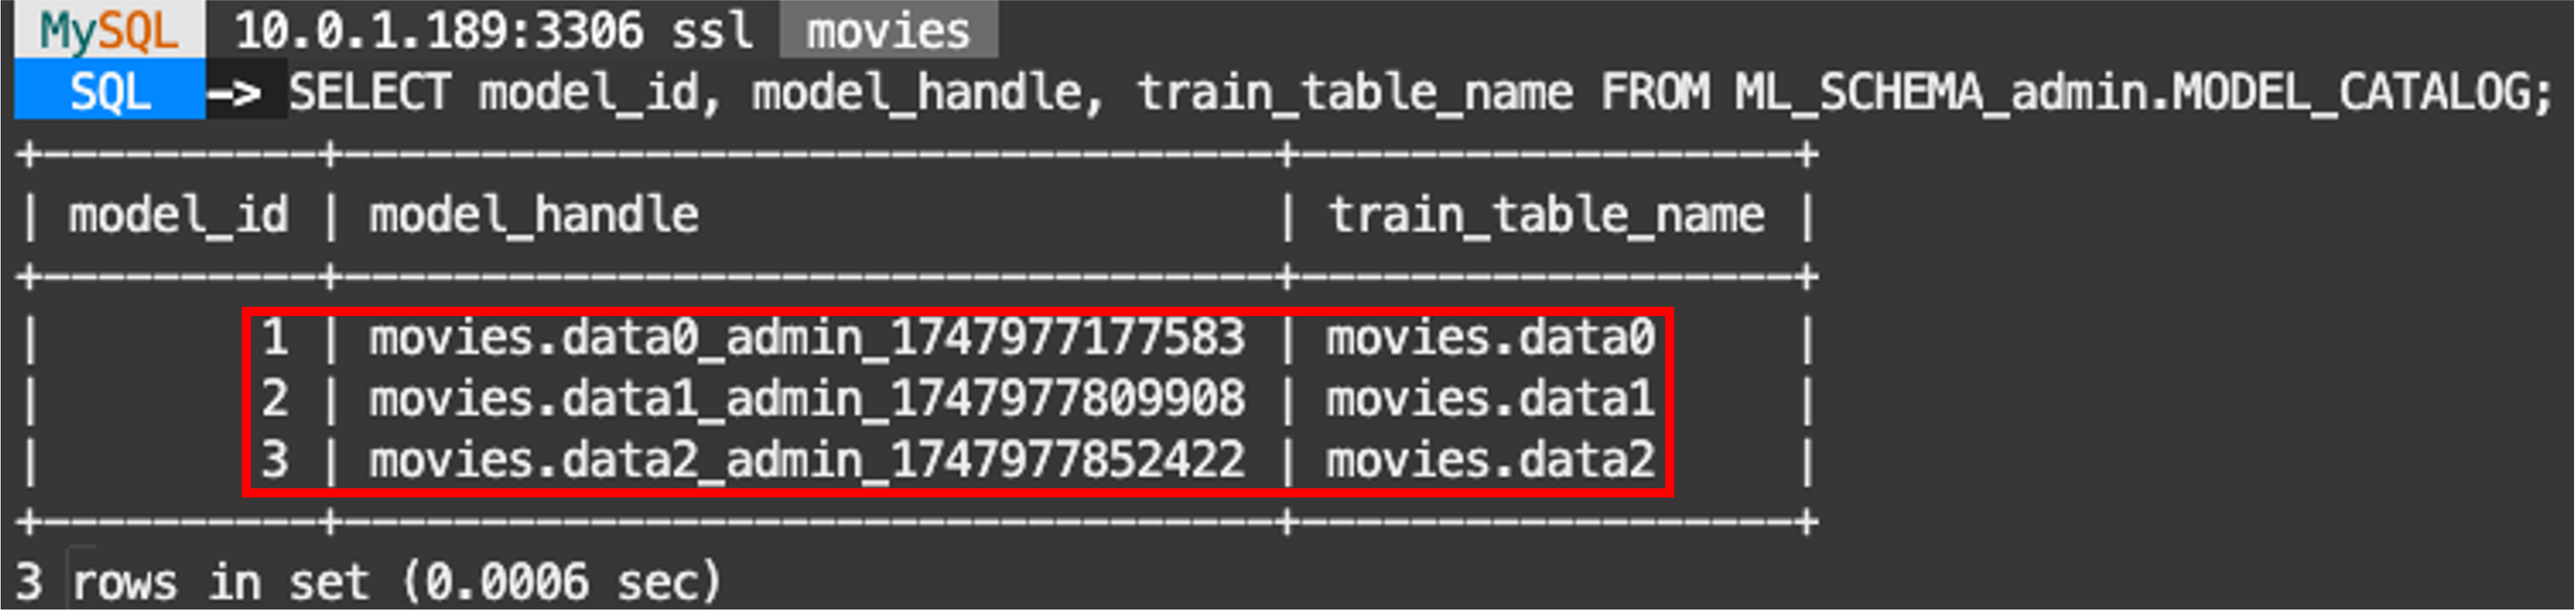 MySQL 10.0.1.189:3306 ssl movies
SQL -> SELECT model_id, model_handle, train_table_name FROM ML_SCHEMA_admin.MODEL_CATALOG;
+----------+----------------------------------+------------------+
| model_id | model_handle                     | train_table_name |
+----------+----------------------------------+------------------+
|        1 | movies.data0_admin_1747977177583 | movies.data0     |
|        2 | movies.data1_admin_1747977809908 | movies.data1     |
|        3 | movies.data2_admin_1747977852422 | movies.data2     |
+----------+----------------------------------+------------------+
3 rows in set (0.0006 sec)